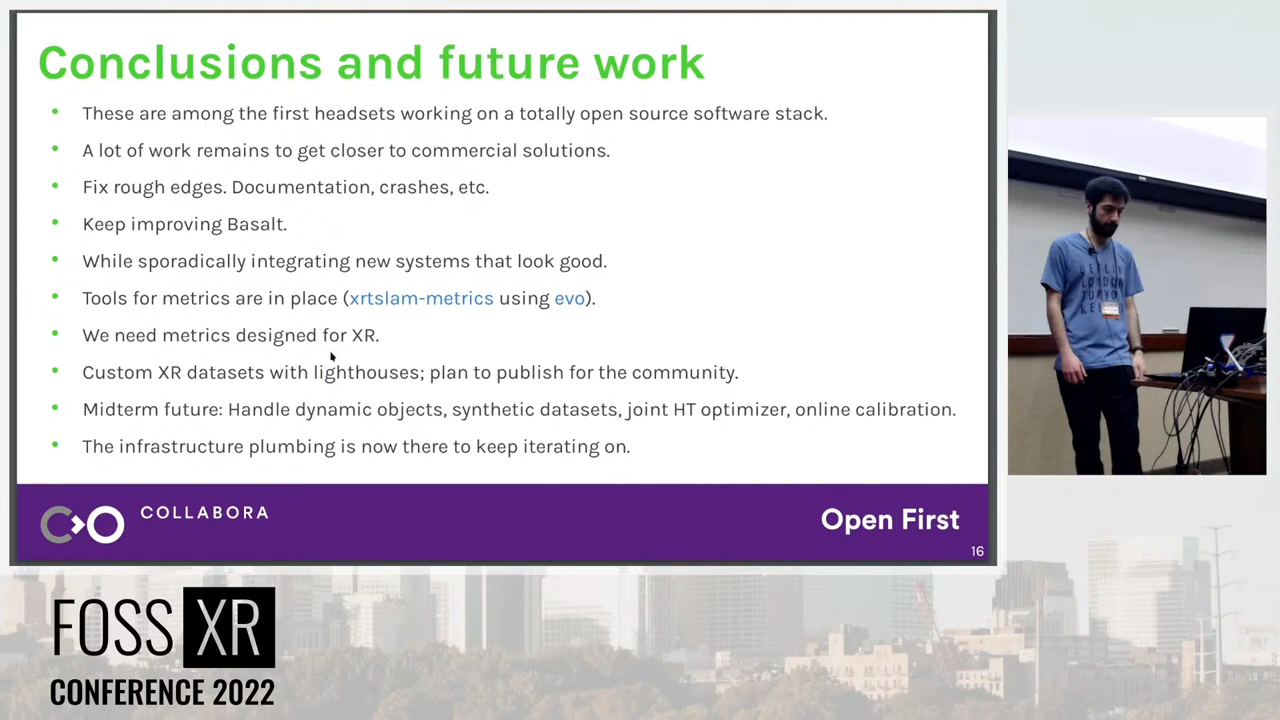 Conclusions and future work
• These are among the first headsets working on a totally open source software stack.
• A lot of work remains to get closer to commercial solutions.
• Fix rough edges. Documentation, crashes, etc.
• Keep improving Basalt.
• While sporadically integrating new systems that look good.
• Tools for metrics are in place (xrtslam-metrics using evo).
• We need metrics designed for XR.
• Custom XR datasets with lighthouses; plan to publish for the community.
• Midterm future: Handle dynamic objects, synthetic datasets, joint HT optimizer, online calibration.
• The infrastructure plumbing is now there to keep iterating on.
COLLABORA
Open First
16
BERLIN
LONDON
TOKYO
FOSS XR
CONFERENCE 2022